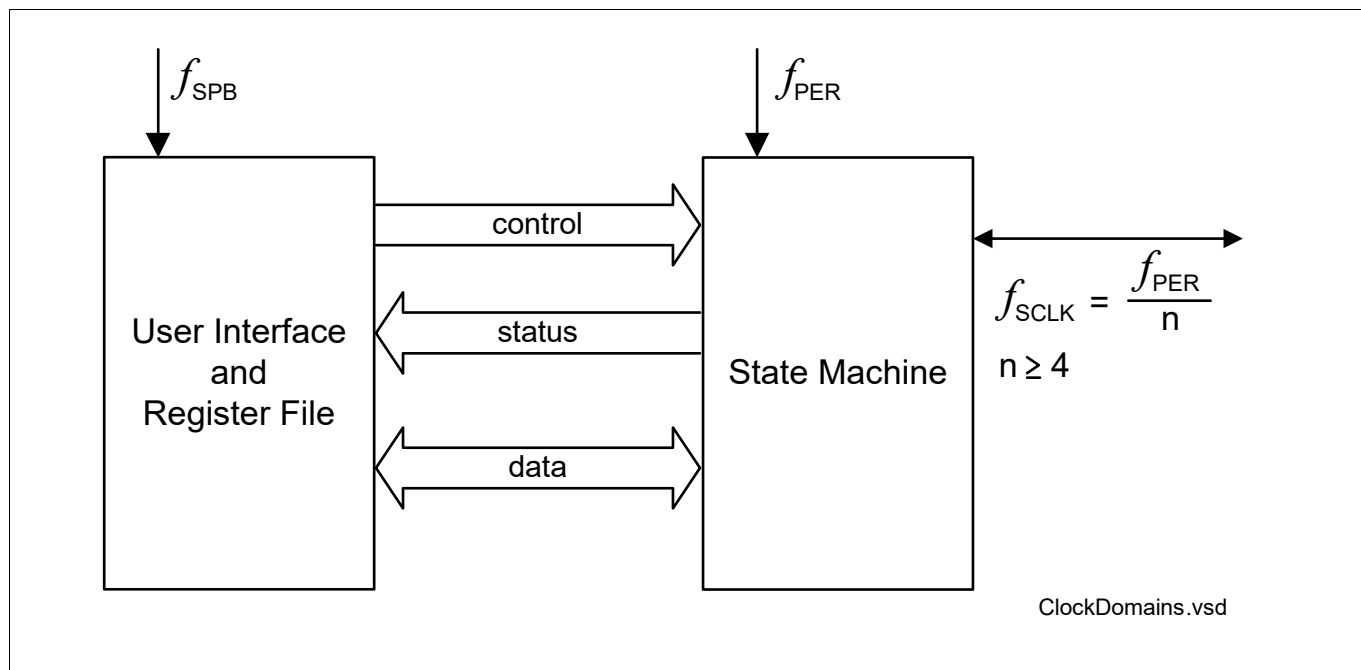 fSPB
fPER
control
status
data
User Interface
and
Register File
State Machine
fSCLK = fPER / n
n ≥ 4
ClockDomains.vsd